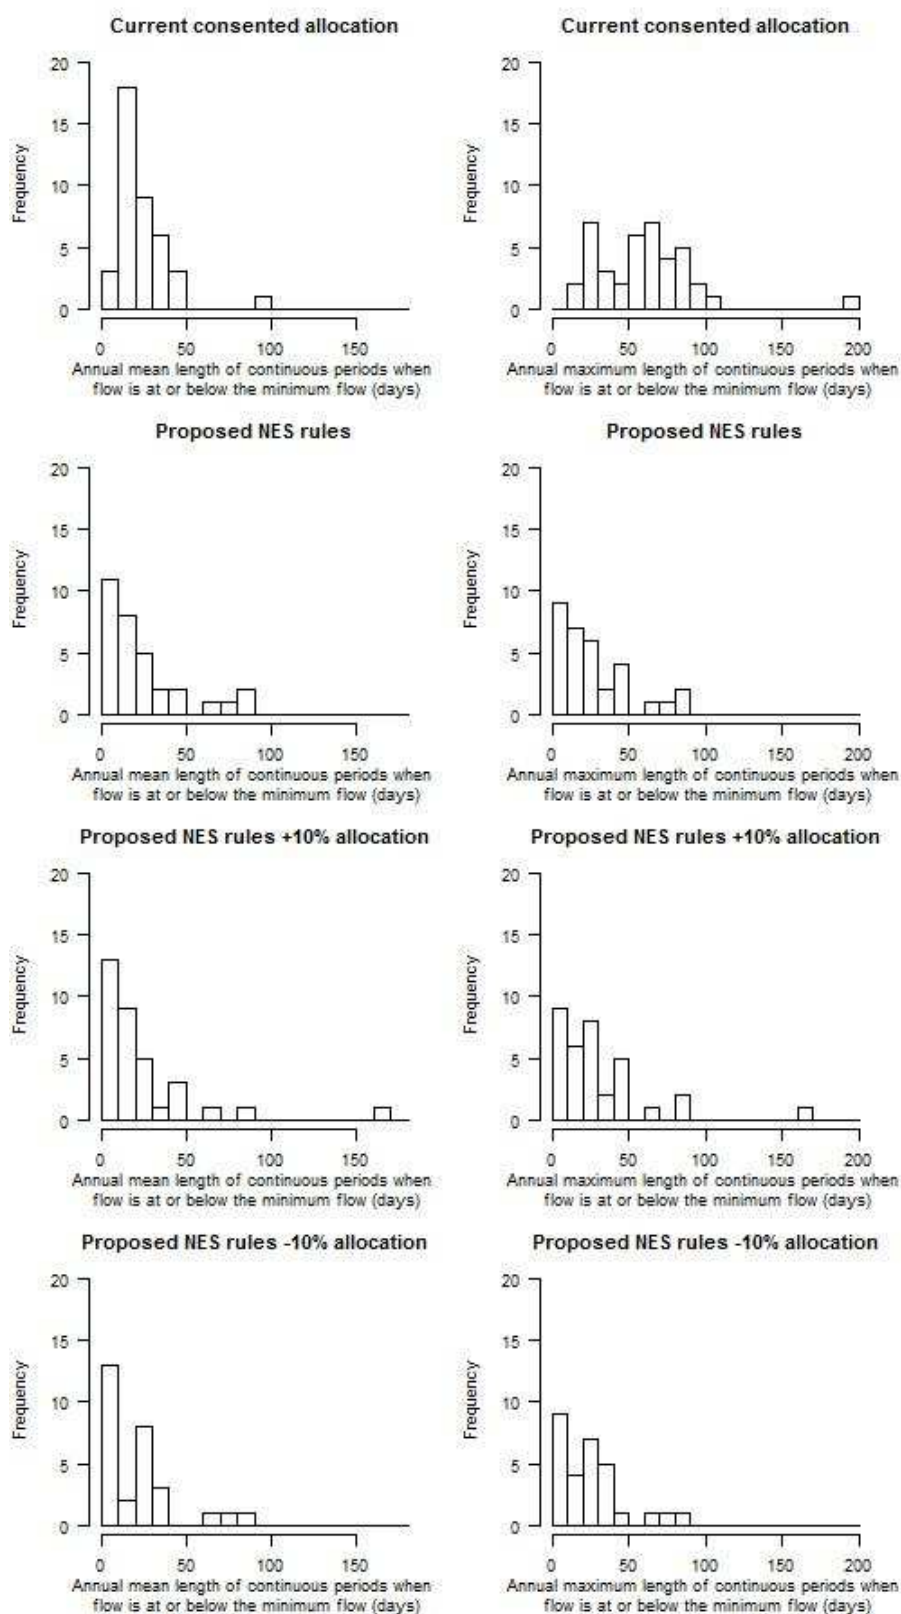 Current consented allocation
Frequency
20
15
10
5
0
0 50 100 150
Annual mean length of continuous periods when
flow is at or below the minimum flow (days)
Current consented allocation
Frequency
20
15
10
5
0
0 50 100 150 200
Annual maximum length of continuous periods when
flow is at or below the minimum flow (days)
Proposed NES rules
Frequency
20
15
10
5
0
0 50 100 150
Annual mean length of continuous periods when
flow is at or below the minimum flow (days)
Proposed NES rules
Frequency
20
15
10
5
0
0 50 100 150 200
Annual maximum length of continuous periods when
flow is at or below the minimum flow (days)
Proposed NES rules +10% allocation
Frequency
20
15
10
5
0
0 50 100 150
Annual mean length of continuous periods when
flow is at or below the minimum flow (days)
Proposed NES rules +10% allocation
Frequency
20
15
10
5
0
0 50 100 150 200
Annual maximum length of continuous periods when
flow is at or below the minimum flow (days)
Proposed NES rules -10% allocation
Frequency
20
15
10
5
0
0 50 100 150
Annual mean length of continuous periods when
flow is at or below the minimum flow (days)
Proposed NES rules -10% allocation
Frequency
20
15
10
5
0
0 50 100 150 200
Annual maximum length of continuous periods when
flow is at or below the minimum flow (days)